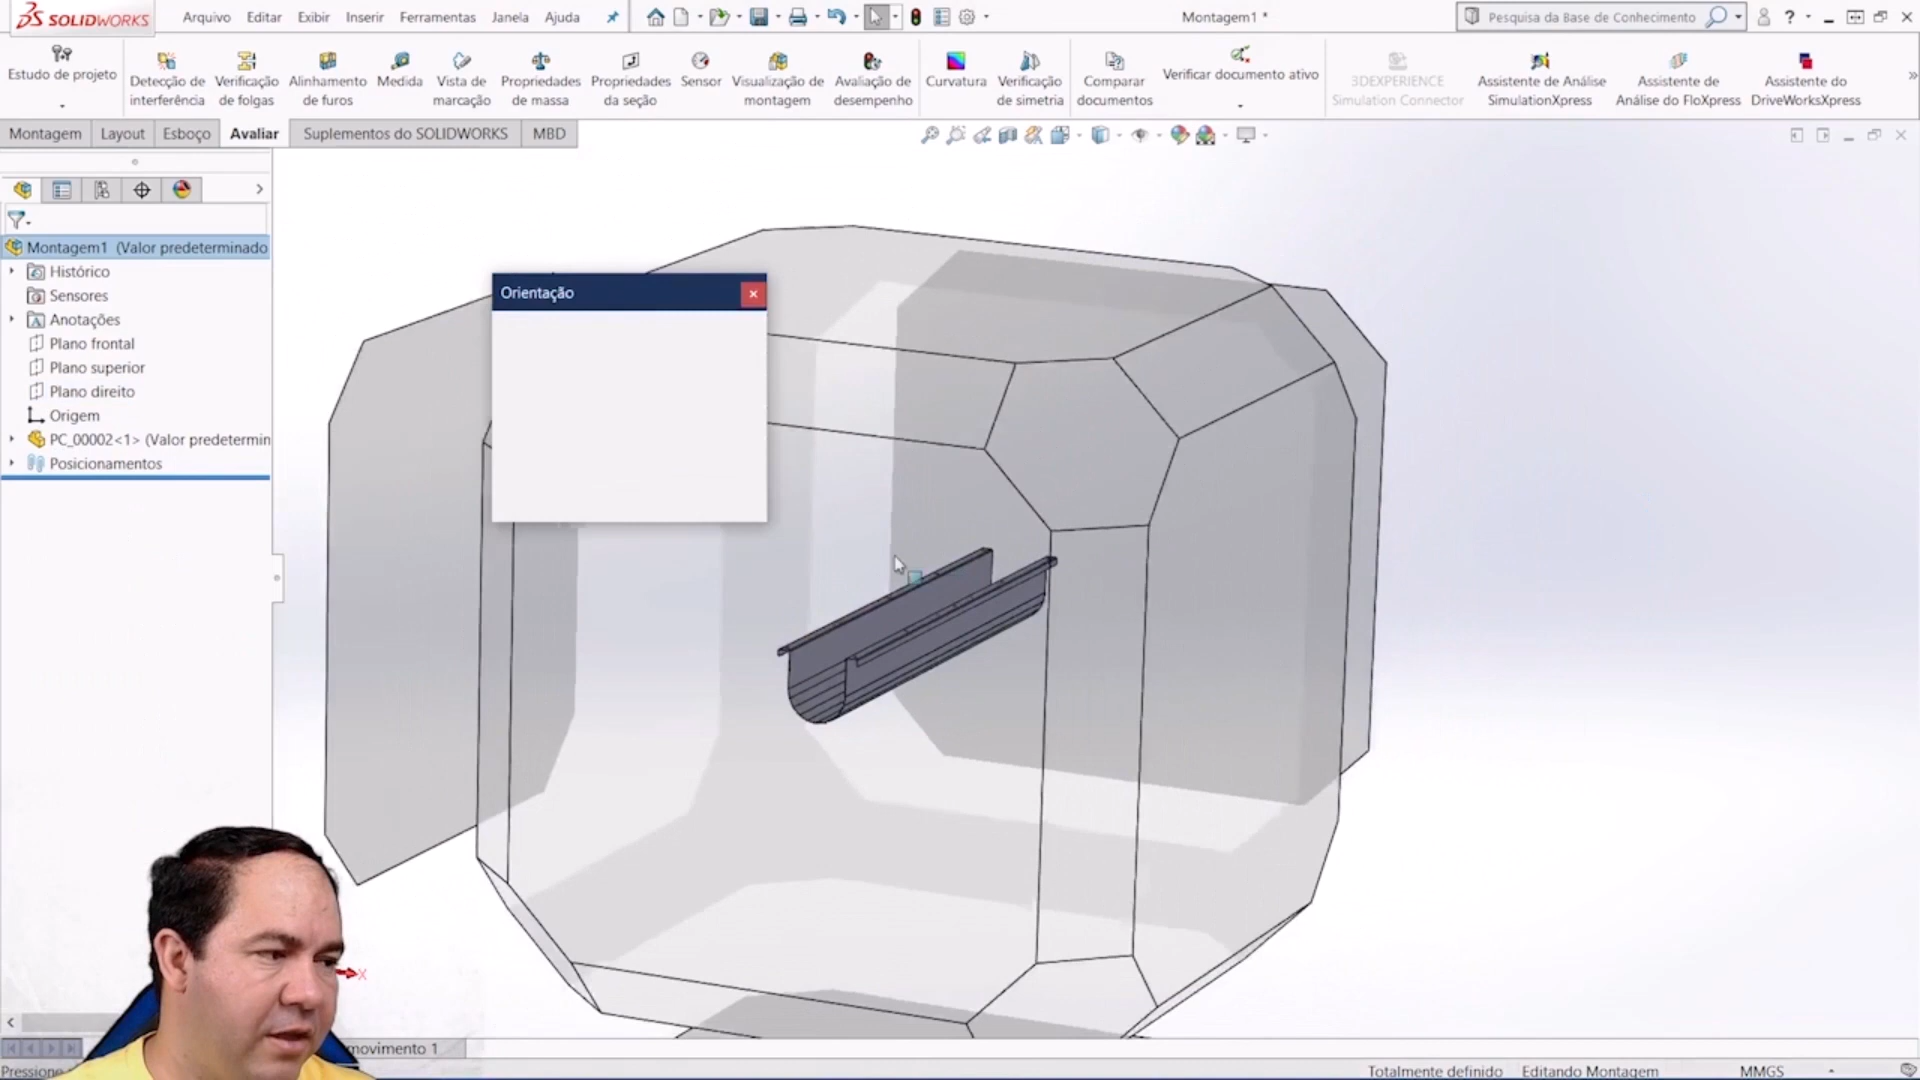 SOLIDWORKS
Arquivo Editar Exibir Inserir Ferramentas Janela Ajuda
Montagem1 *
Pesquisa da Base de Conhecimento
Estudo de projeto
Detecção de interferência
Verificação de folgas
Alinhamento de furos
Medida
Vista de marcação
Propriedades de massa
Propriedades da seção
Sensor
Visualização de montagem
Avaliação de desempenho
Curvatura
Verificação de simetria
Comparar documentos
Verificar documento ativo
3DEXPERIENCE Simulation Connector
Assistente de Análise SimulationXpress
Assistente de Análise do FloXpress
Assistente do DriveWorksXpress
Montagem Layout Esboço Avaliar Suplementos do SOLIDWORKS MBD
Montagem1 (Valor predeterminado
Histórico
Sensores
Anotações
Plano frontal
Plano superior
Plano direito
Origem
PC_00002<1> (Valor predetermin
Posicionamentos
Orientação
X
movimento 1
Pressione
Totalmente definido Editando Montagem MMGS